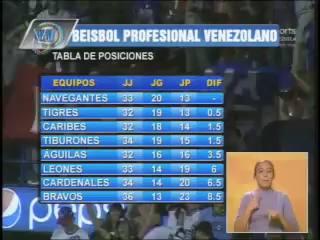 BEISBOL PROFESIONAL VENEZOLANO
TABLA DE POSICIONES
EQUIPOS JJ JG JP DIF
NAVEGANTES 33 20 13 -
TIGRES 32 19 13 0.5
CARIBES 32 18 14 1.5
TIBURONES 34 19 15 1.5
AGUILAS 32 16 16 3.5
LEONES 33 14 19 6
CARDENALES 34 14 20 6.5
BRAVOS 36 13 23 8.5
pepsi